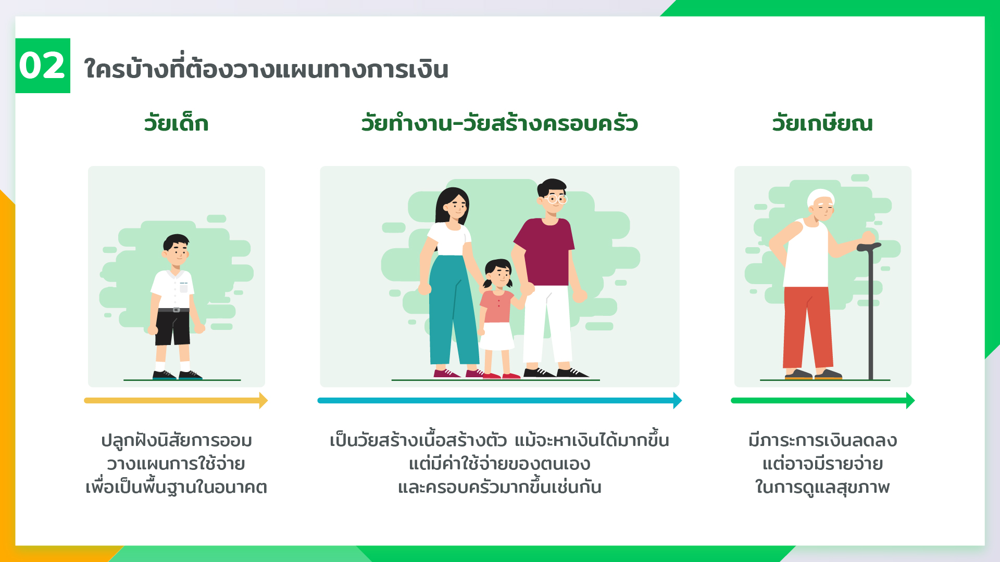 02
ใครบ้างที่ต้องวางแผนทางการเงิน
วัยเด็ก
วัยทำงาน-วัยสร้างครอบครัว
วัยเกษียณ
ปลูกฝังนิสัยการออม
วางแผนการใช้จ่าย
เพื่อเป็นพื้นฐานในอนาคต
เป็นวัยสร้างเนื้อสร้างตัว แม้จะหาเงินได้มากขึ้น
แต่มีค่าใช้จ่ายของตนเอง
และครอบครัวมากขึ้นเช่นกัน
มีภาระการเงินลดลง
แต่อาจมีรายจ่าย
ในการดูแลสุขภาพ